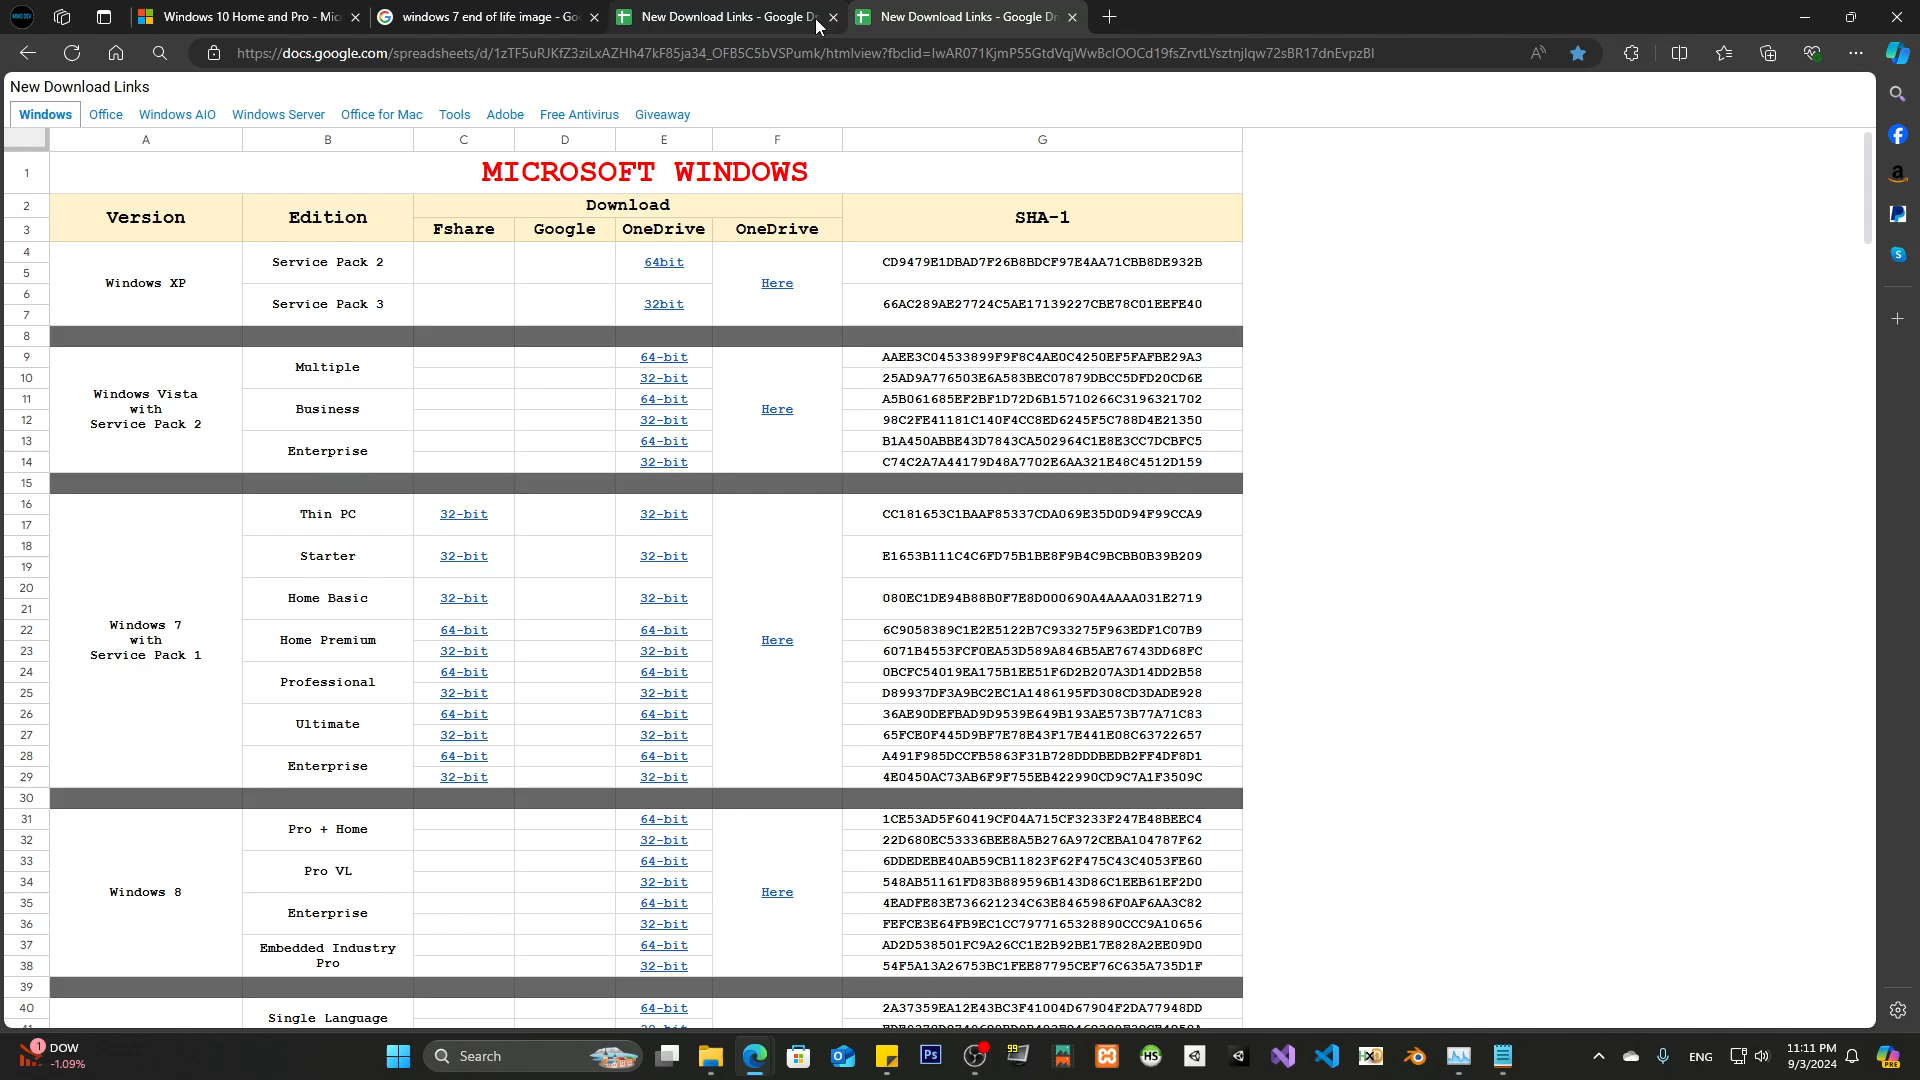 Windows 10 Home and Pro - Mic
windows 7 end of life image - Go
New Download Links - Google Dr
New Download Links - Google Dr
https://docs.google.com/spreadsheets/d/1zTF5uRJKfZ3ziLxAZHh47kF85ja34_OFB5C5bVSPumk/htmlview?fbclid=IwAR071KjmP55GtdVqjWwBclOOCd19fsZrvtLYsztnjIqw72sBR17dnEvpzBI
New Download Links
Windows Office Windows AIO Windows Server Office for Mac Tools Adobe Free Antivirus Giveaway
A B C D E F G
1 MICROSOFT WINDOWS
2 Version Edition Download SHA-1
3 Fshare Google OneDrive OneDrive
4
Service Pack 2 64bit CD9479E1DBAD7F26B8BDCF97E4AA71CBB8DE932B
5
Windows XP Here
6
Service Pack 3 32bit 66AC289AE27724C5AE17139227CBE78C01EEFE40
7
8
9 64-bit AAEE3C04533899F9F8C4AE0C4250EF5FAFBE29A3
Multiple
10 32-bit 25AD9A776503E6A583BEC07879DBCC5DFD20CD6E
Windows Vista
11 64-bit A5B061685EF2BF1D72D6B15710266C3196321702
with Business Here
12 32-bit 98C2FE41181C140F4CC8ED6245F5C788D4E21350
Service Pack 2
13 64-bit B1A450ABBE43D7843CA502964C1E8E3CC7DCBFC5
Enterprise
14 32-bit C74C2A7A44179D48A7702E6AA321E48C4512D159
15
16
Thin PC 32-bit 32-bit CC181653C1BAAF85337CDA069E35D0D94F99CCA9
17
18
Starter 32-bit 32-bit E1653B111C4C6FD75B1BE8F9B4C9BCBB0B39B209
19
20
Home Basic 32-bit 32-bit 080EC1DE94B88B0F7E8D000690A4AAAA031E2719
21
Windows 7
22 64-bit 64-bit 6C9058389C1E2E5122B7C933275F963EDF1C07B9
with Home Premium Here
23 32-bit 32-bit 6071B4553FCF0EA53D589A846B5AE76743DD68FC
Service Pack 1
24 64-bit 64-bit 0BCFC54019EA175B1EE51F6D2B207A3D14DD2B58
Professional
25 32-bit 32-bit D89937DF3A9BC2EC1A1486195FD308CD3DADE928
26 64-bit 64-bit 36AE90DEFBAD9D9539E649B193AE573B77A71C83
Ultimate
27 32-bit 32-bit 65FCE0F445D9BF7E78E43F17E441E08C63722657
28 64-bit 64-bit A491F985DCCFB5863F31B728DDDBEDB2FF4DF8D1
Enterprise
29 32-bit 32-bit 4E0450AC73AB6F9F755EB422990CD9C7A1F3509C
30
31 64-bit 1CE53AD5F60419CF04A715CF3233F247E48BEEC4
Pro + Home
32 32-bit 22D680EC53336BEE8A5B276A972CEBA104787F62
33 64-bit 6DDEDEBE40AB59CB11823F62F475C43C4053FE60
Pro VL
34 32-bit 548AB51161FD83B889596B143D86C1EEB61EF2D0
Windows 8 Here
35 64-bit 4EADFE83E736621234C63E8465986F0AF6AA3C82
Enterprise
36 32-bit FEFCE3E64FB9EC1CC7977165328890CCC9A10656
37 64-bit AD2D538501FC9A26CC1E2B92BE17E828A2EE09D0
Embedded Industry
Pro
38 32-bit 54F5A13A26753BC1FEE87795CEF76C635A735D1F
39
40 64-bit 2A37359EA12E43BC3F41004D67904F2DA77948DD
Single Language
1
DOW
-1.09%
Search
ENG
11:11 PM
9/3/2024